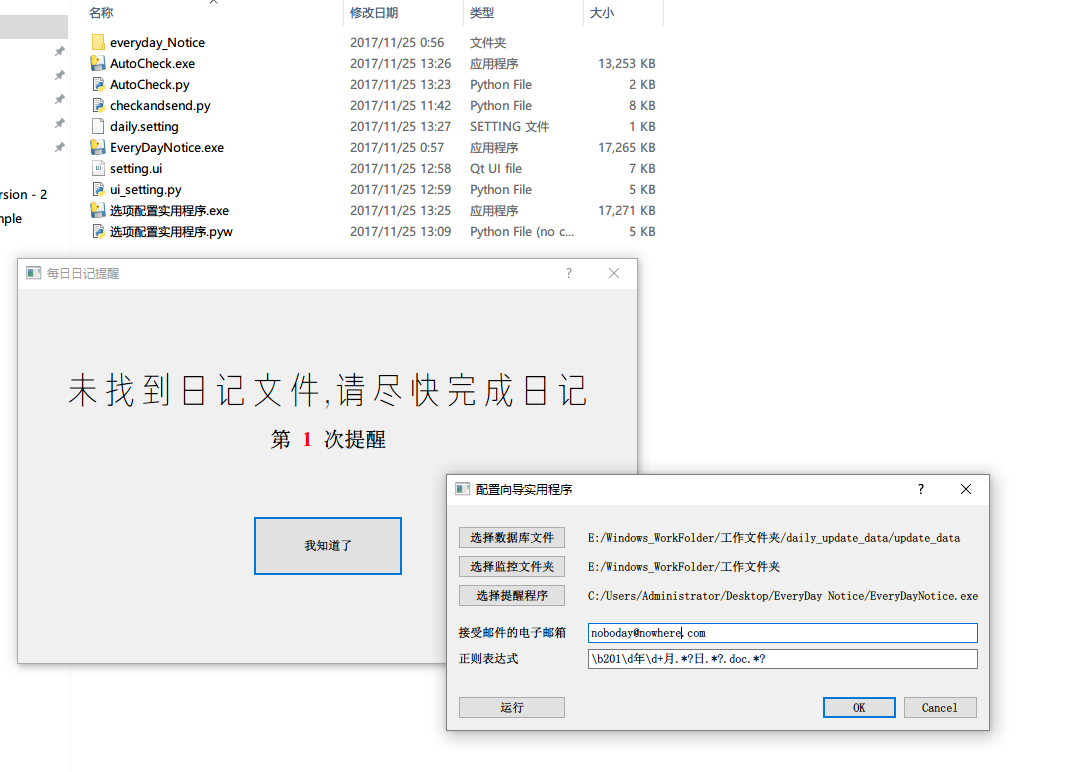 名称 修改日期 类型 大小
everyday_Notice 2017/11/25 0:56 文件夹
AutoCheck.exe 2017/11/25 13:26 应用程序 13,253 KB
AutoCheck.py 2017/11/25 13:23 Python File 2 KB
checkandsend.py 2017/11/25 11:42 Python File 8 KB
daily.setting 2017/11/25 13:27 SETTING 文件 1 KB
EveryDayNotice.exe 2017/11/25 0:57 应用程序 17,265 KB
setting.ui 2017/11/25 12:58 Qt UI file 7 KB
ui_setting.py 2017/11/25 12:59 Python File 5 KB
选项配置实用程序.exe 2017/11/25 13:25 应用程序 17,271 KB
选项配置实用程序.pyw 2017/11/25 13:09 Python File (no c... 5 KB
rsion - 2
nple
每日日记提醒 ?
未找到日记文件,请尽快完成日记
第 1 次提醒
我知道了
配置向导实用程序 ?
选择数据库文件 E:/Windows_WorkFolder/工作文件夹/daily_update_data/update_data
选择监控文件夹 E:/Windows_WorkFolder/工作文件夹
选择提醒程序 C:/Users/Administrator/Desktop/EveryDay Notice/EveryDayNotice.exe
接受邮件的电子邮箱 noboday@nowhere.com
正则表达式 \b201\d年\d+月.*?日.*?.doc.*?
运行 OK Cancel